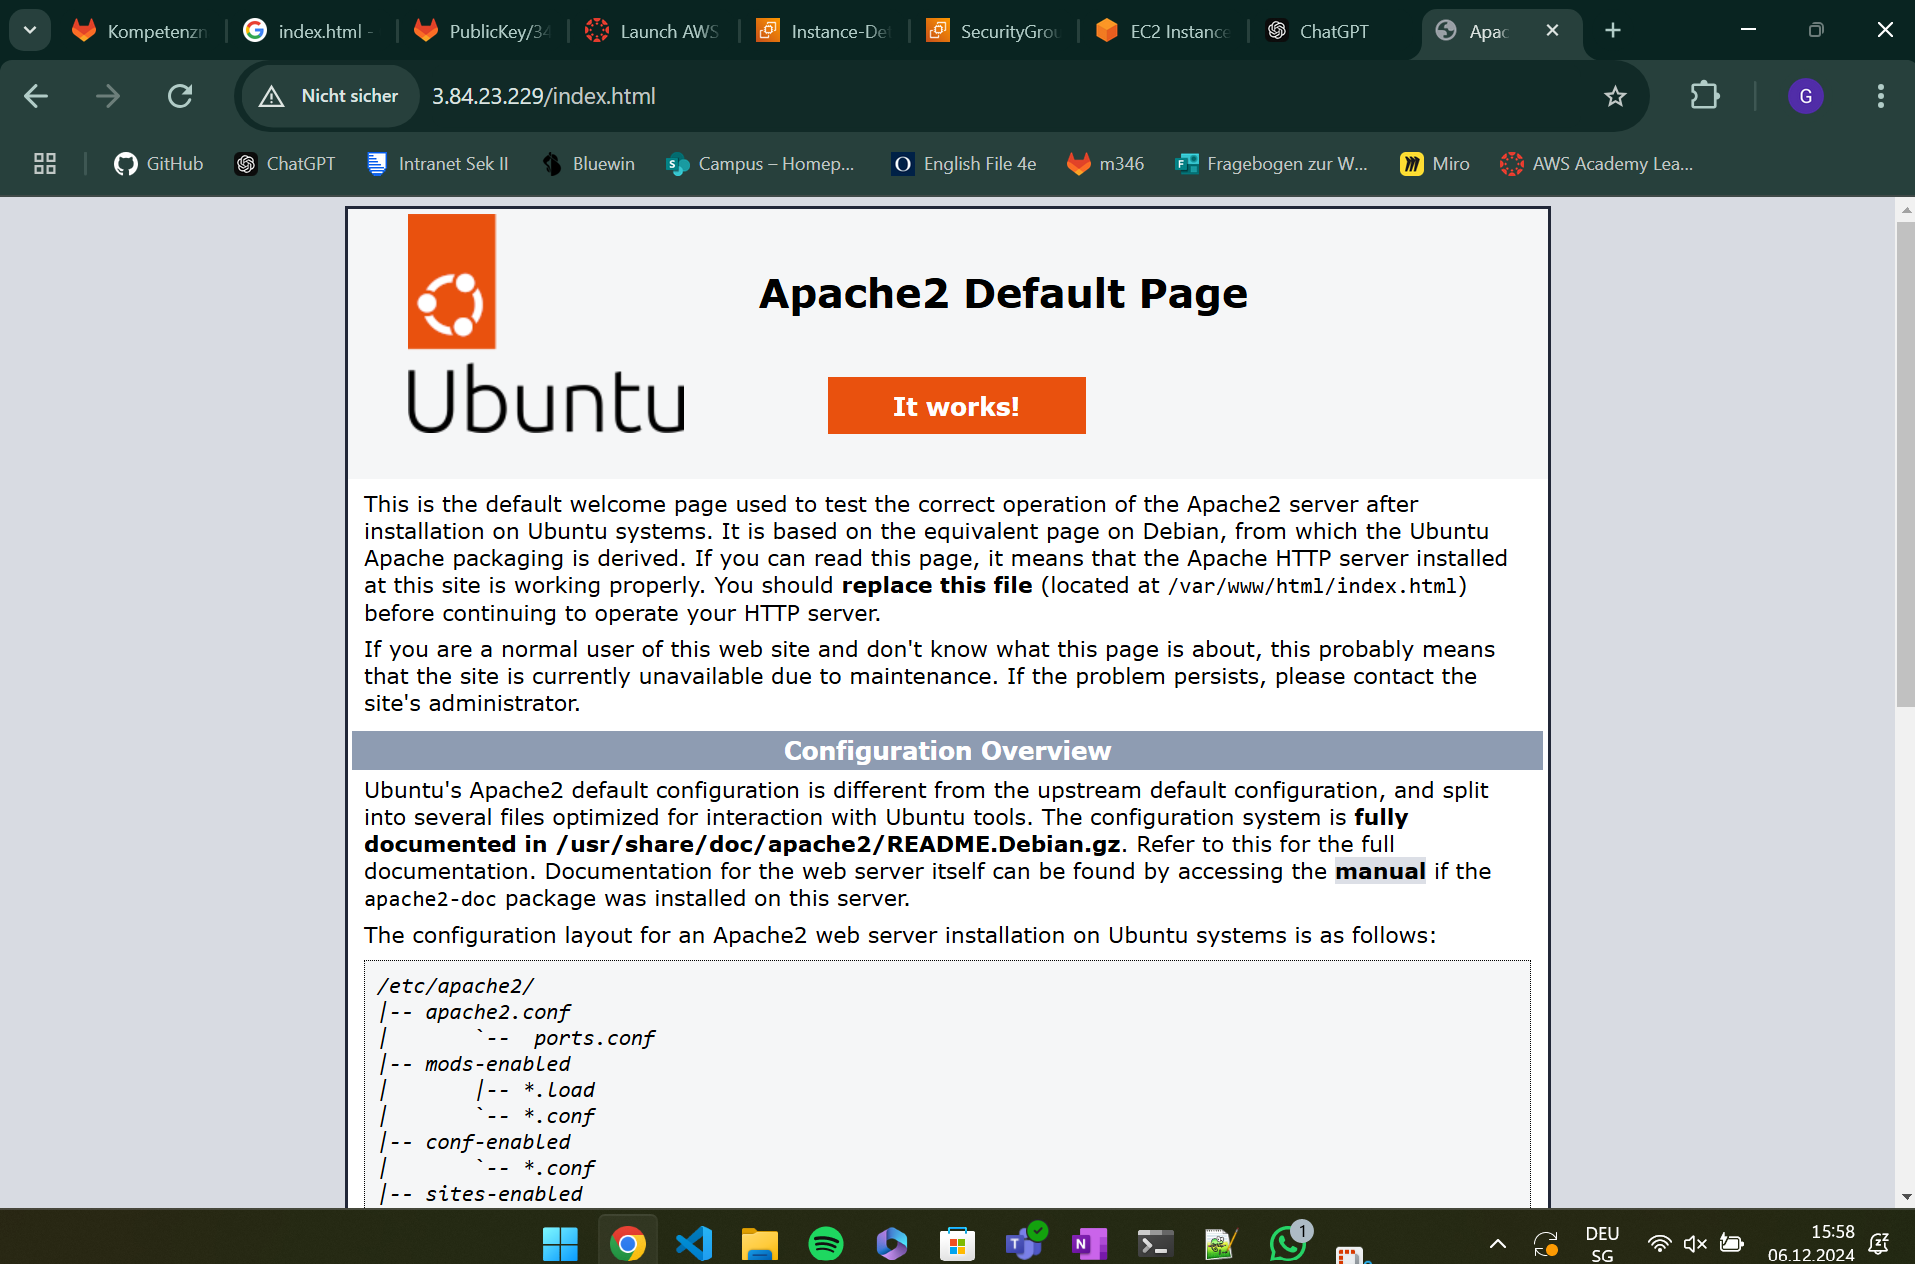 Kompetenzn
index.html -
PublicKey/34
Launch AWS
Instance-Det
SecurityGrou
EC2 Instance
ChatGPT
Apac
Nicht sicher
3.84.23.229/index.html
G
GitHub
ChatGPT
Intranet Sek II
Bluewin
Campus – Homep...
English File 4e
m346
Fragebogen zur W...
Miro
AWS Academy Lea...
Ubuntu
Apache2 Default Page
It works!
This is the default welcome page used to test the correct operation of the Apache2 server after
installation on Ubuntu systems. It is based on the equivalent page on Debian, from which the Ubuntu
Apache packaging is derived. If you can read this page, it means that the Apache HTTP server installed
at this site is working properly. You should replace this file (located at /var/www/html/index.html)
before continuing to operate your HTTP server.
If you are a normal user of this web site and don't know what this page is about, this probably means
that the site is currently unavailable due to maintenance. If the problem persists, please contact the
site's administrator.
Configuration Overview
Ubuntu's Apache2 default configuration is different from the upstream default configuration, and split
into several files optimized for interaction with Ubuntu tools. The configuration system is fully
documented in /usr/share/doc/apache2/README.Debian.gz. Refer to this for the full
documentation. Documentation for the web server itself can be found by accessing the manual if the
apache2-doc package was installed on this server.
The configuration layout for an Apache2 web server installation on Ubuntu systems is as follows:
/etc/apache2/
|-- apache2.conf
|       `--  ports.conf
|-- mods-enabled
|       |-- *.load
|       `-- *.conf
|-- conf-enabled
|       `-- *.conf
|-- sites-enabled
1
DEU
SG
15:58
06.12.2024